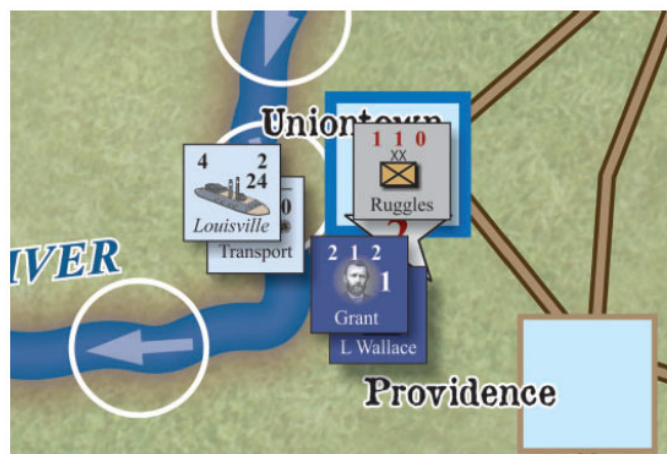 Uniontown
1 1 0
XX
Ruggles
4 2
24
Louisville
0
Transport
2
IVER
2 1 2
1
Grant
L Wallace
Providence